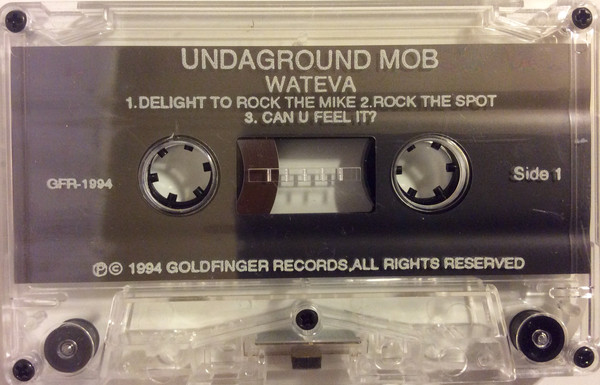 UNDAGROUND MOB
WATEVA
1.DELIGHT TO ROCK THE MIKE 2.ROCK THE SPOT
3. CAN U FEEL IT?
GFR-1994
Side 1
℗© 1994 GOLDFINGER RECORDS,ALL RIGHTS RESERVED